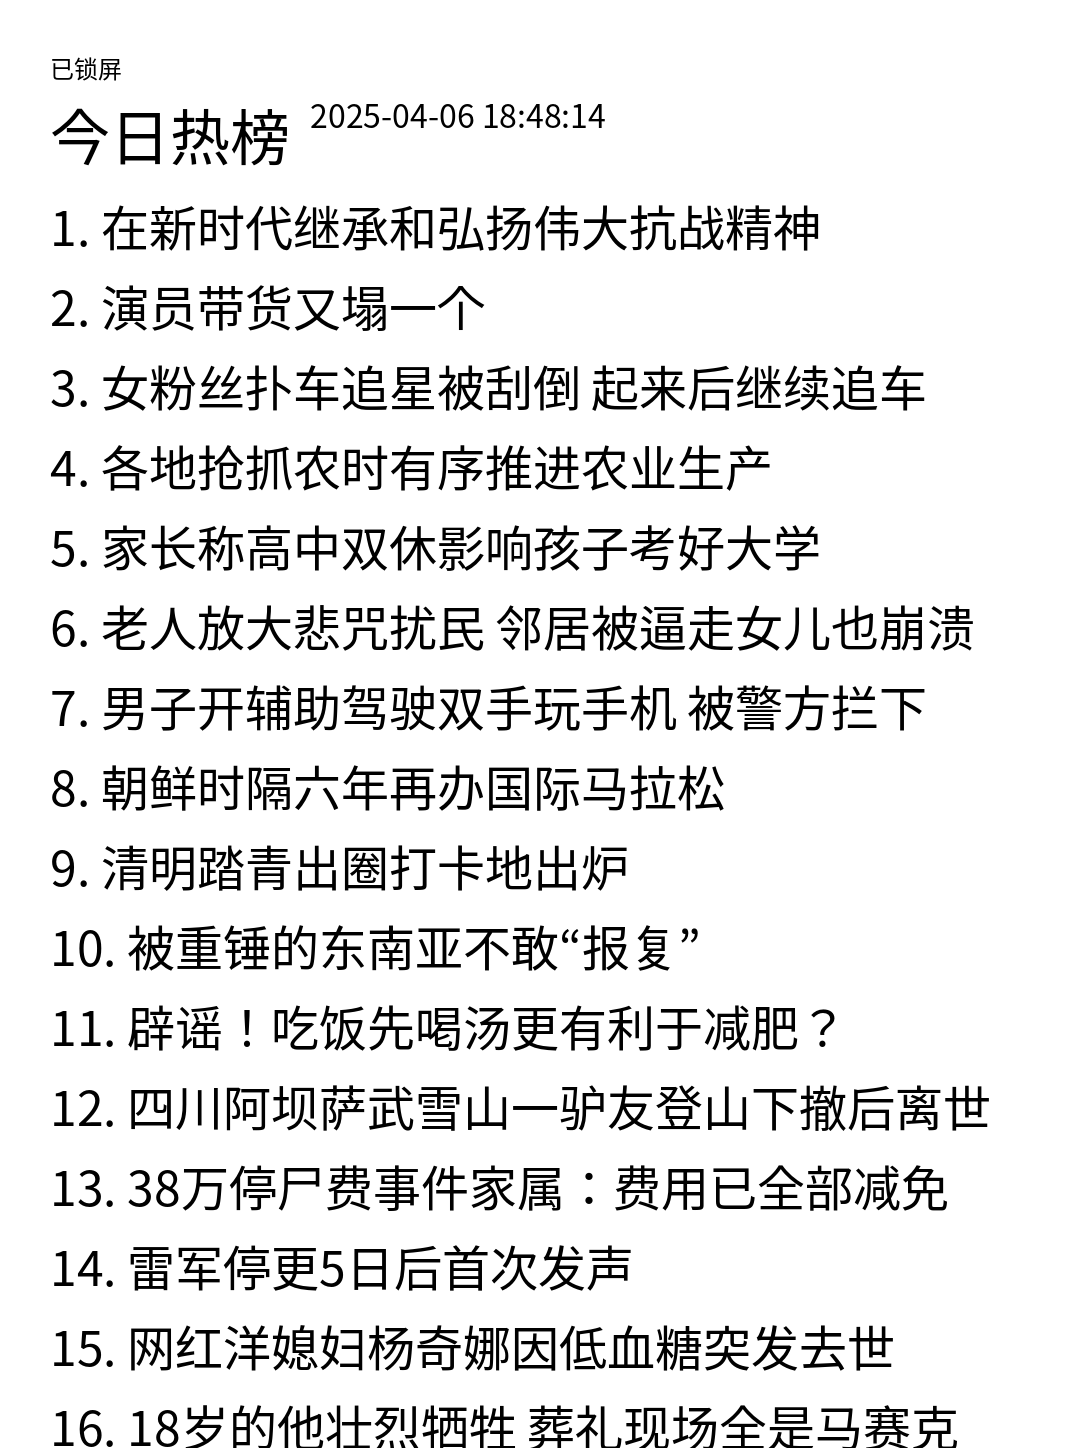 已锁屏
今日热榜 2025-04-06 18:48:14
1. 在新时代继承和弘扬伟大抗战精神
2. 演员带货又塌一个
3. 女粉丝扑车追星被刮倒 起来后继续追车
4. 各地抢抓农时有序推进农业生产
5. 家长称高中双休影响孩子考好大学
6. 老人放大悲咒扰民 邻居被逼走女儿也崩溃
7. 男子开辅助驾驶双手玩手机 被警方拦下
8. 朝鲜时隔六年再办国际马拉松
9. 清明踏青出圈打卡地出炉
10. 被重锤的东南亚不敢“报复”
11. 辟谣！吃饭先喝汤更有利于减肥？
12. 四川阿坝萨武雪山一驴友登山下撤后离世
13. 38万停尸费事件家属：费用已全部减免
14. 雷军停更5日后首次发声
15. 网红洋媳妇杨奇娜因低血糖突发去世
16. 18岁的他壮烈牺牲 葬礼现场全是马赛克